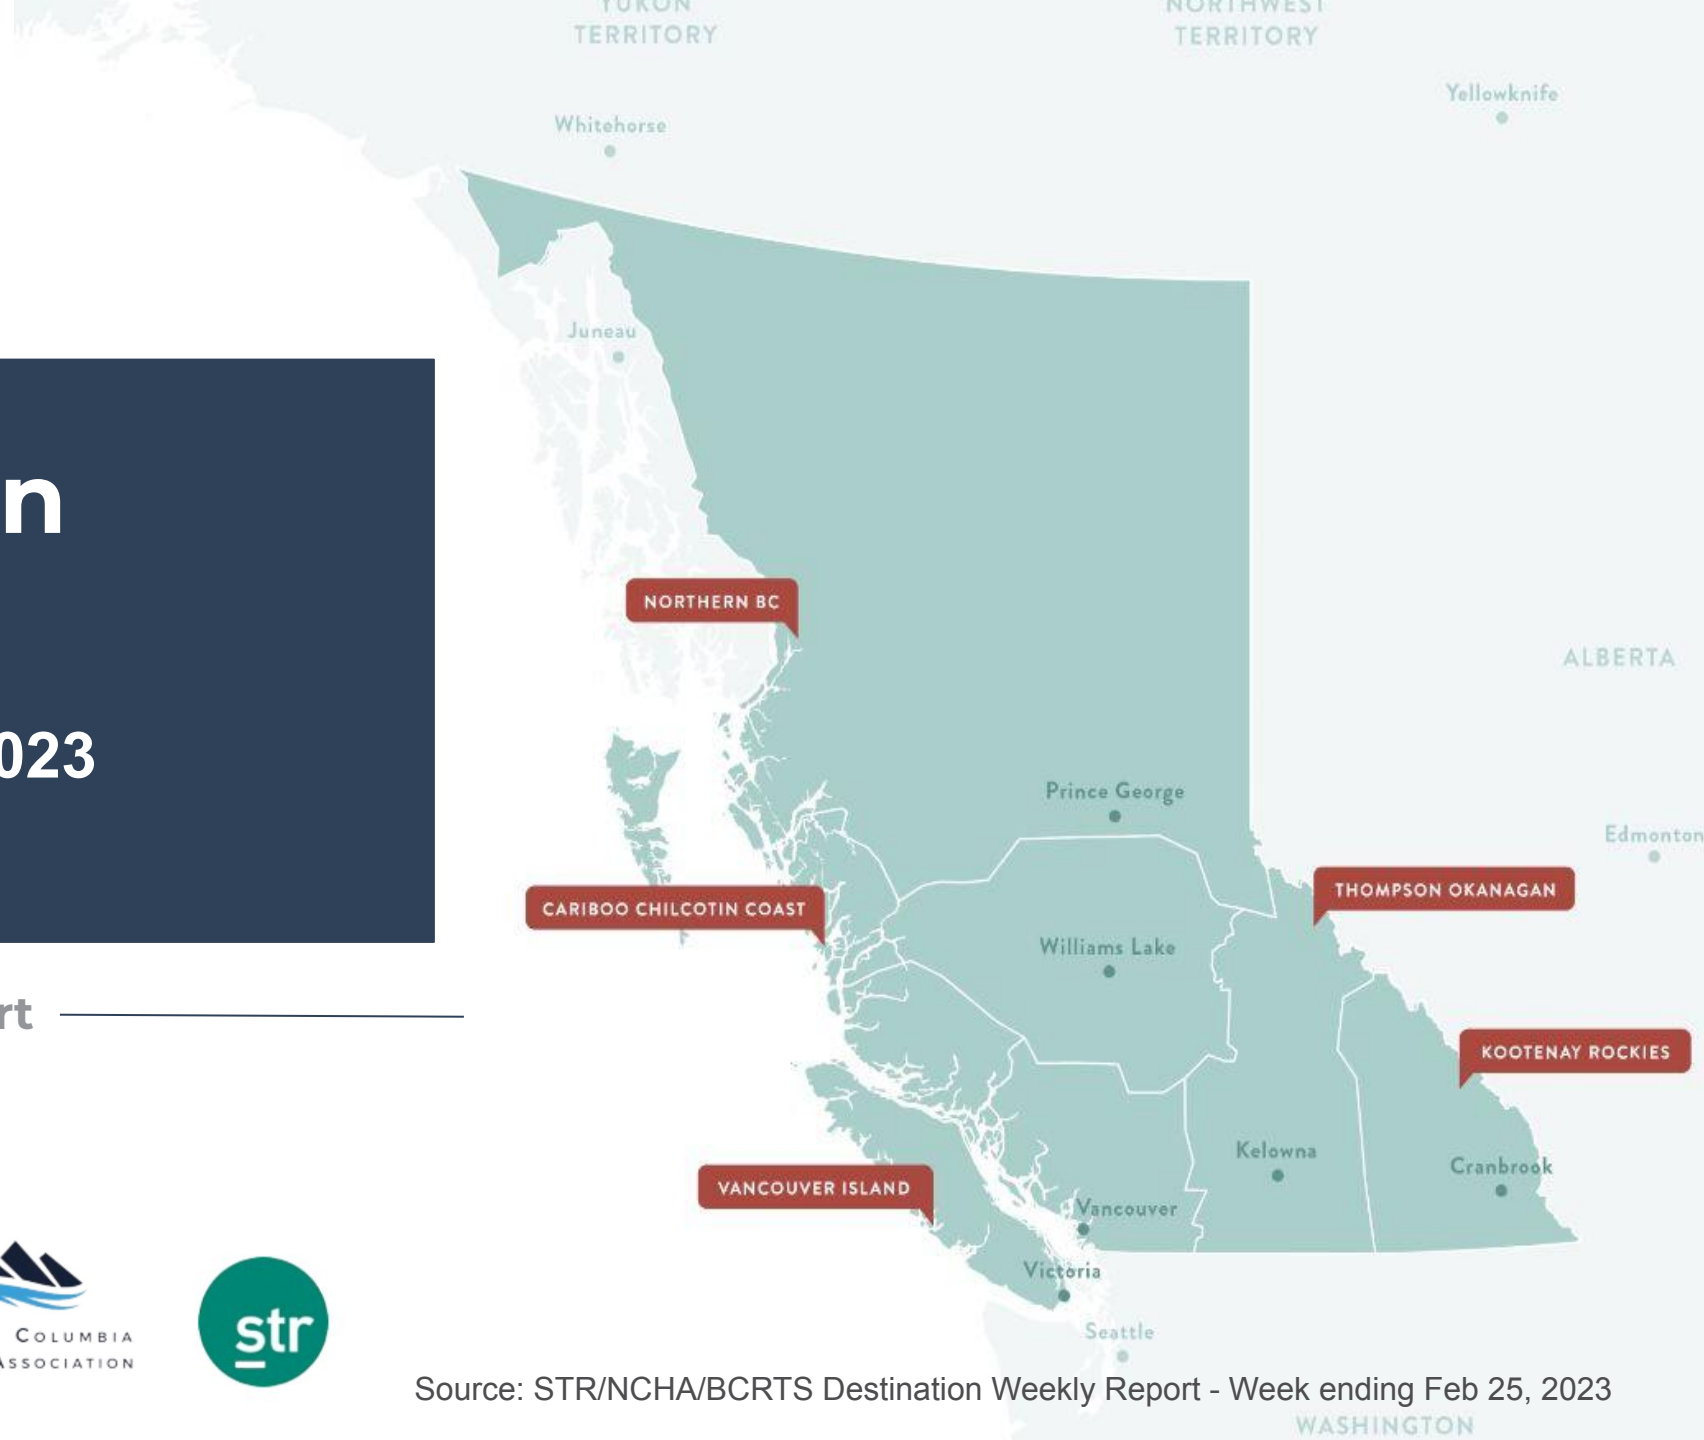 YUKON
TERRITORY
NORTHWEST
TERRITORY
Yellowknife
Whitehorse
Juneau
n
NORTHERN BC
ALBERTA
023
Prince George
Edmonton
THOMPSON OKANAGAN
CARIBOO CHILCOTIN COAST
Williams Lake
rt
KOOTENAY ROCKIES
Kelowna
Cranbrook
VANCOUVER ISLAND
Vancouver
Victoria
COLUMBIA
ASSOCIATION
str
Seattle
Source: STR/NCHA/BCRTS Destination Weekly Report - Week ending Feb 25, 2023
WASHINGTON